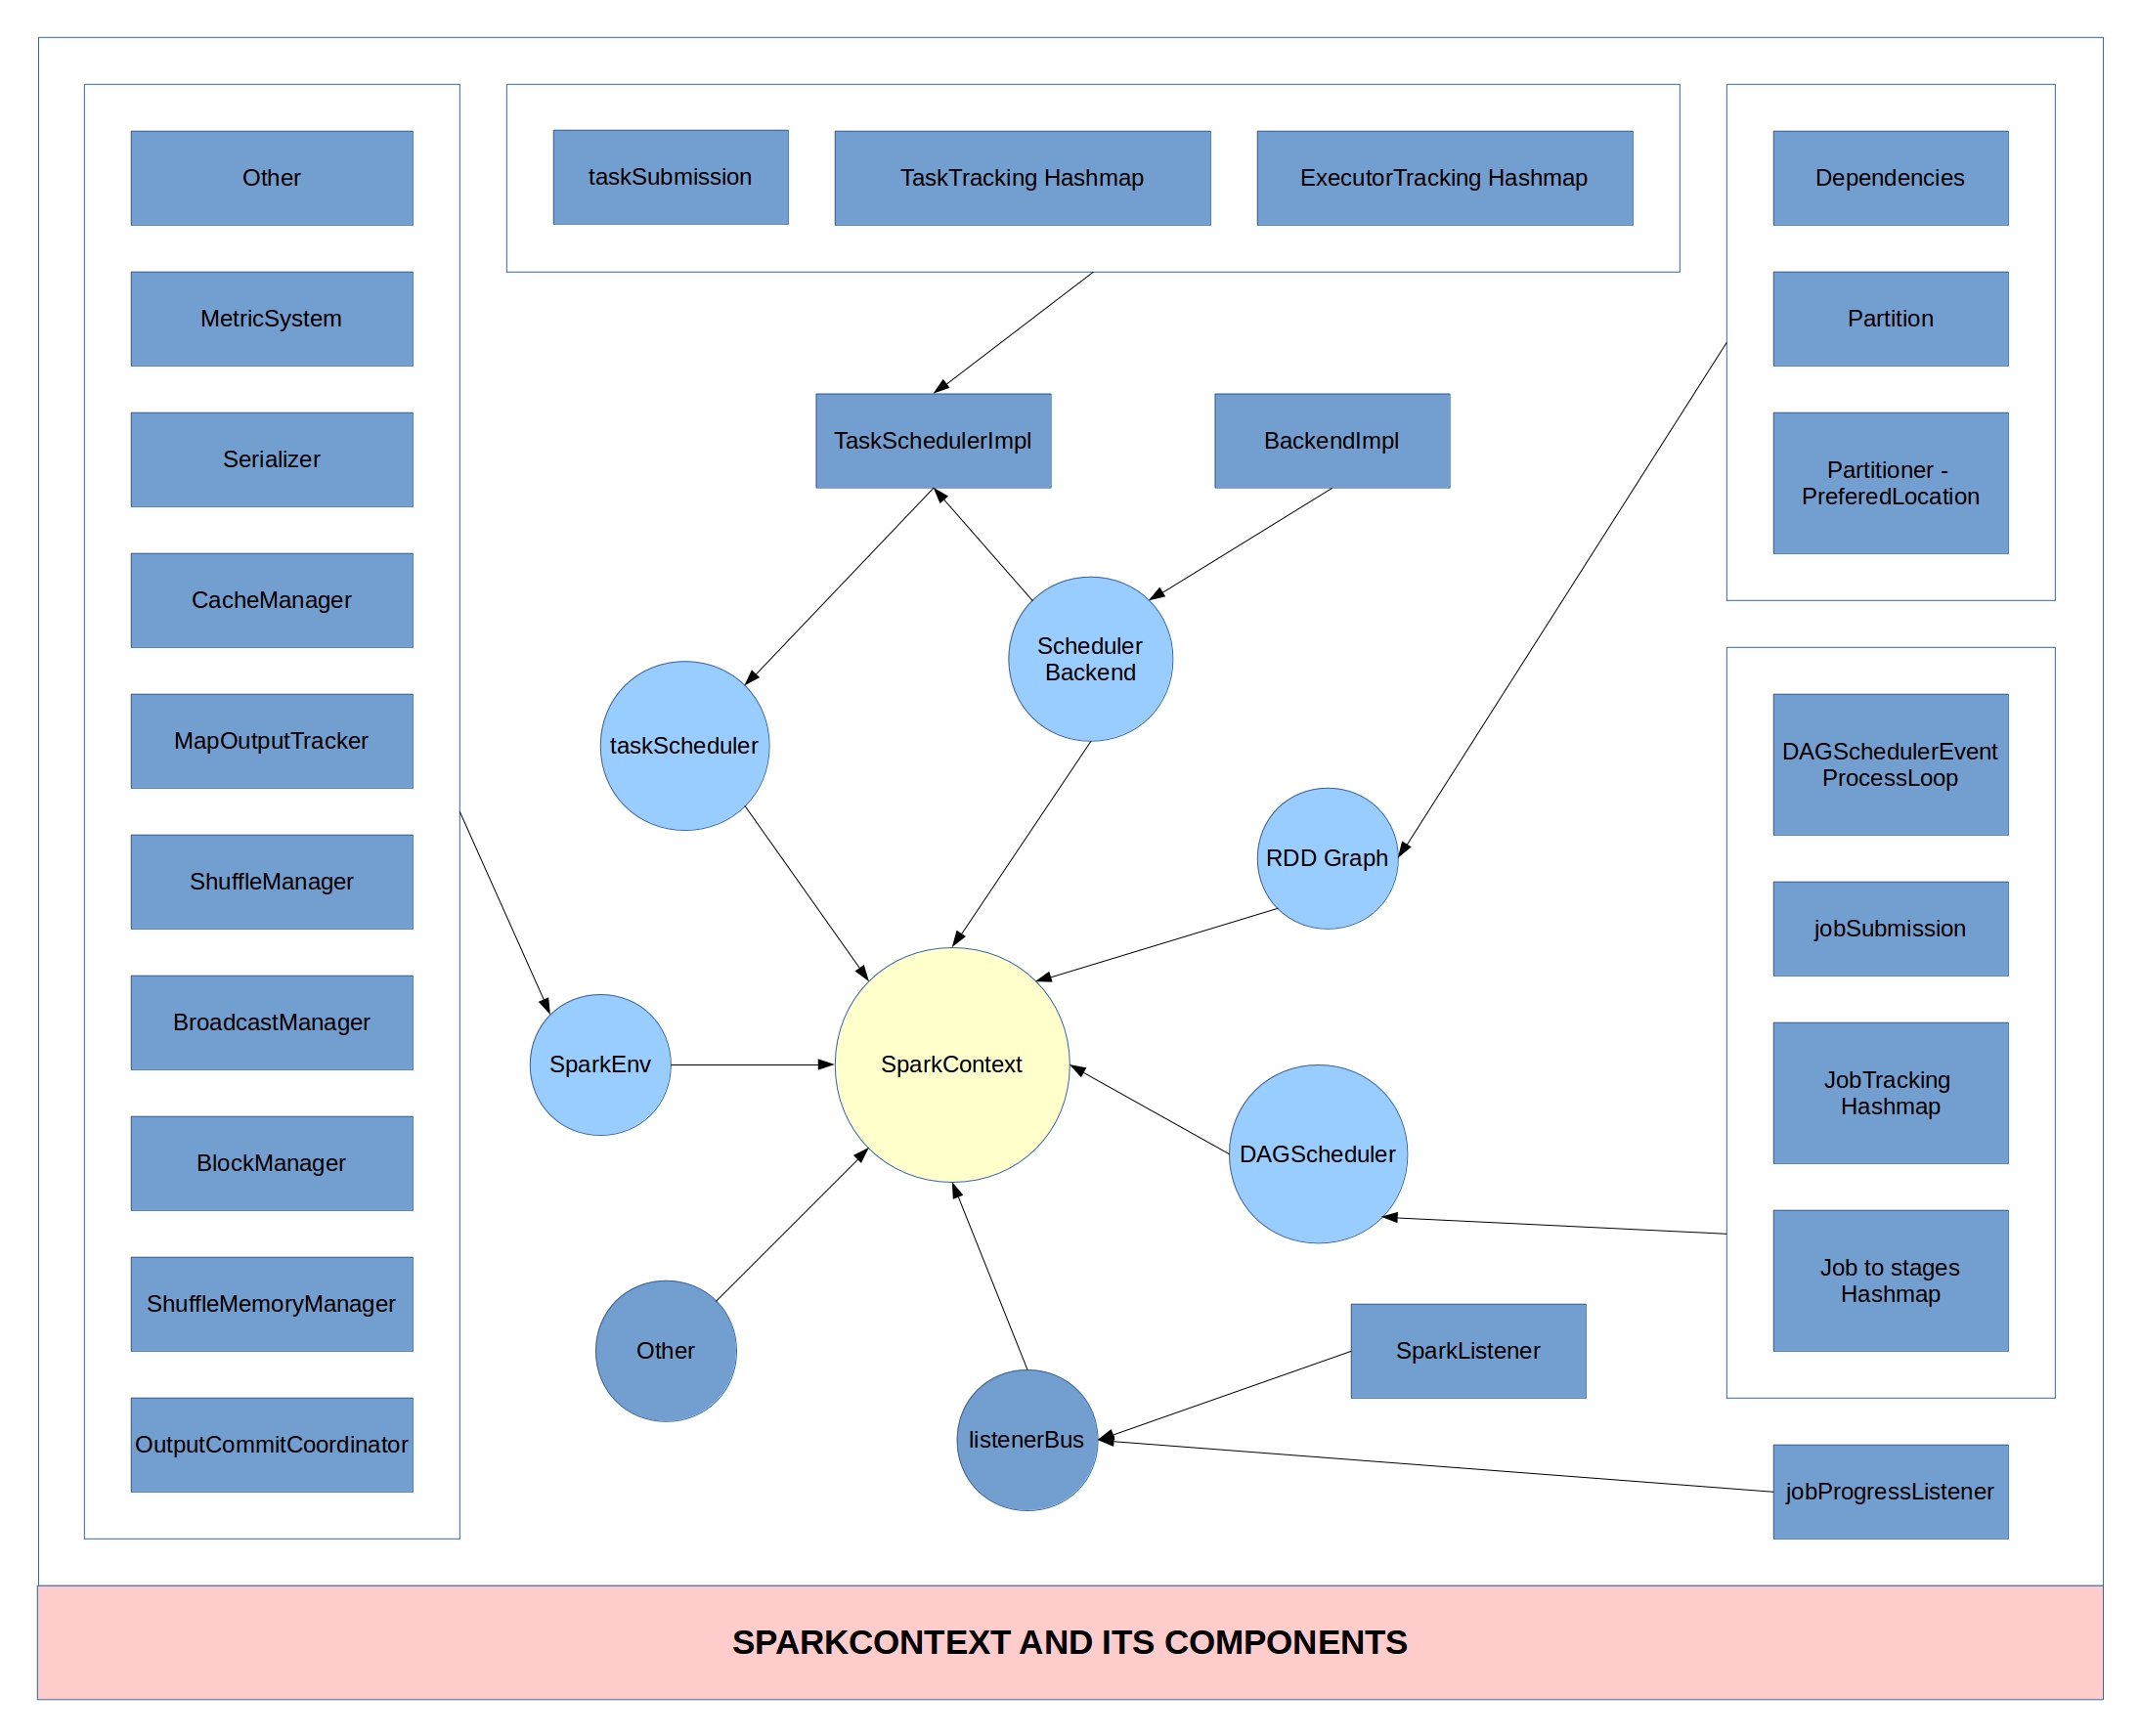 Other
MetricSystem
Serializer
CacheManager
MapOutputTracker
ShuffleManager
BroadcastManager
BlockManager
ShuffleMemoryManager
OutputCommitCoordinator
taskSubmission
TaskTracking Hashmap
ExecutorTracking Hashmap
TaskSchedulerImpl
BackendImpl
Scheduler
Backend
taskScheduler
RDD Graph
SparkEnv
SparkContext
DAGScheduler
Other
listenerBus
SparkListener
Dependencies
Partition
Partitioner -
PreferedLocation
DAGSchedulerEvent
ProcessLoop
jobSubmission
JobTracking
Hashmap
Job to stages
Hashmap
jobProgressListener
SPARKCONTEXT AND ITS COMPONENTS